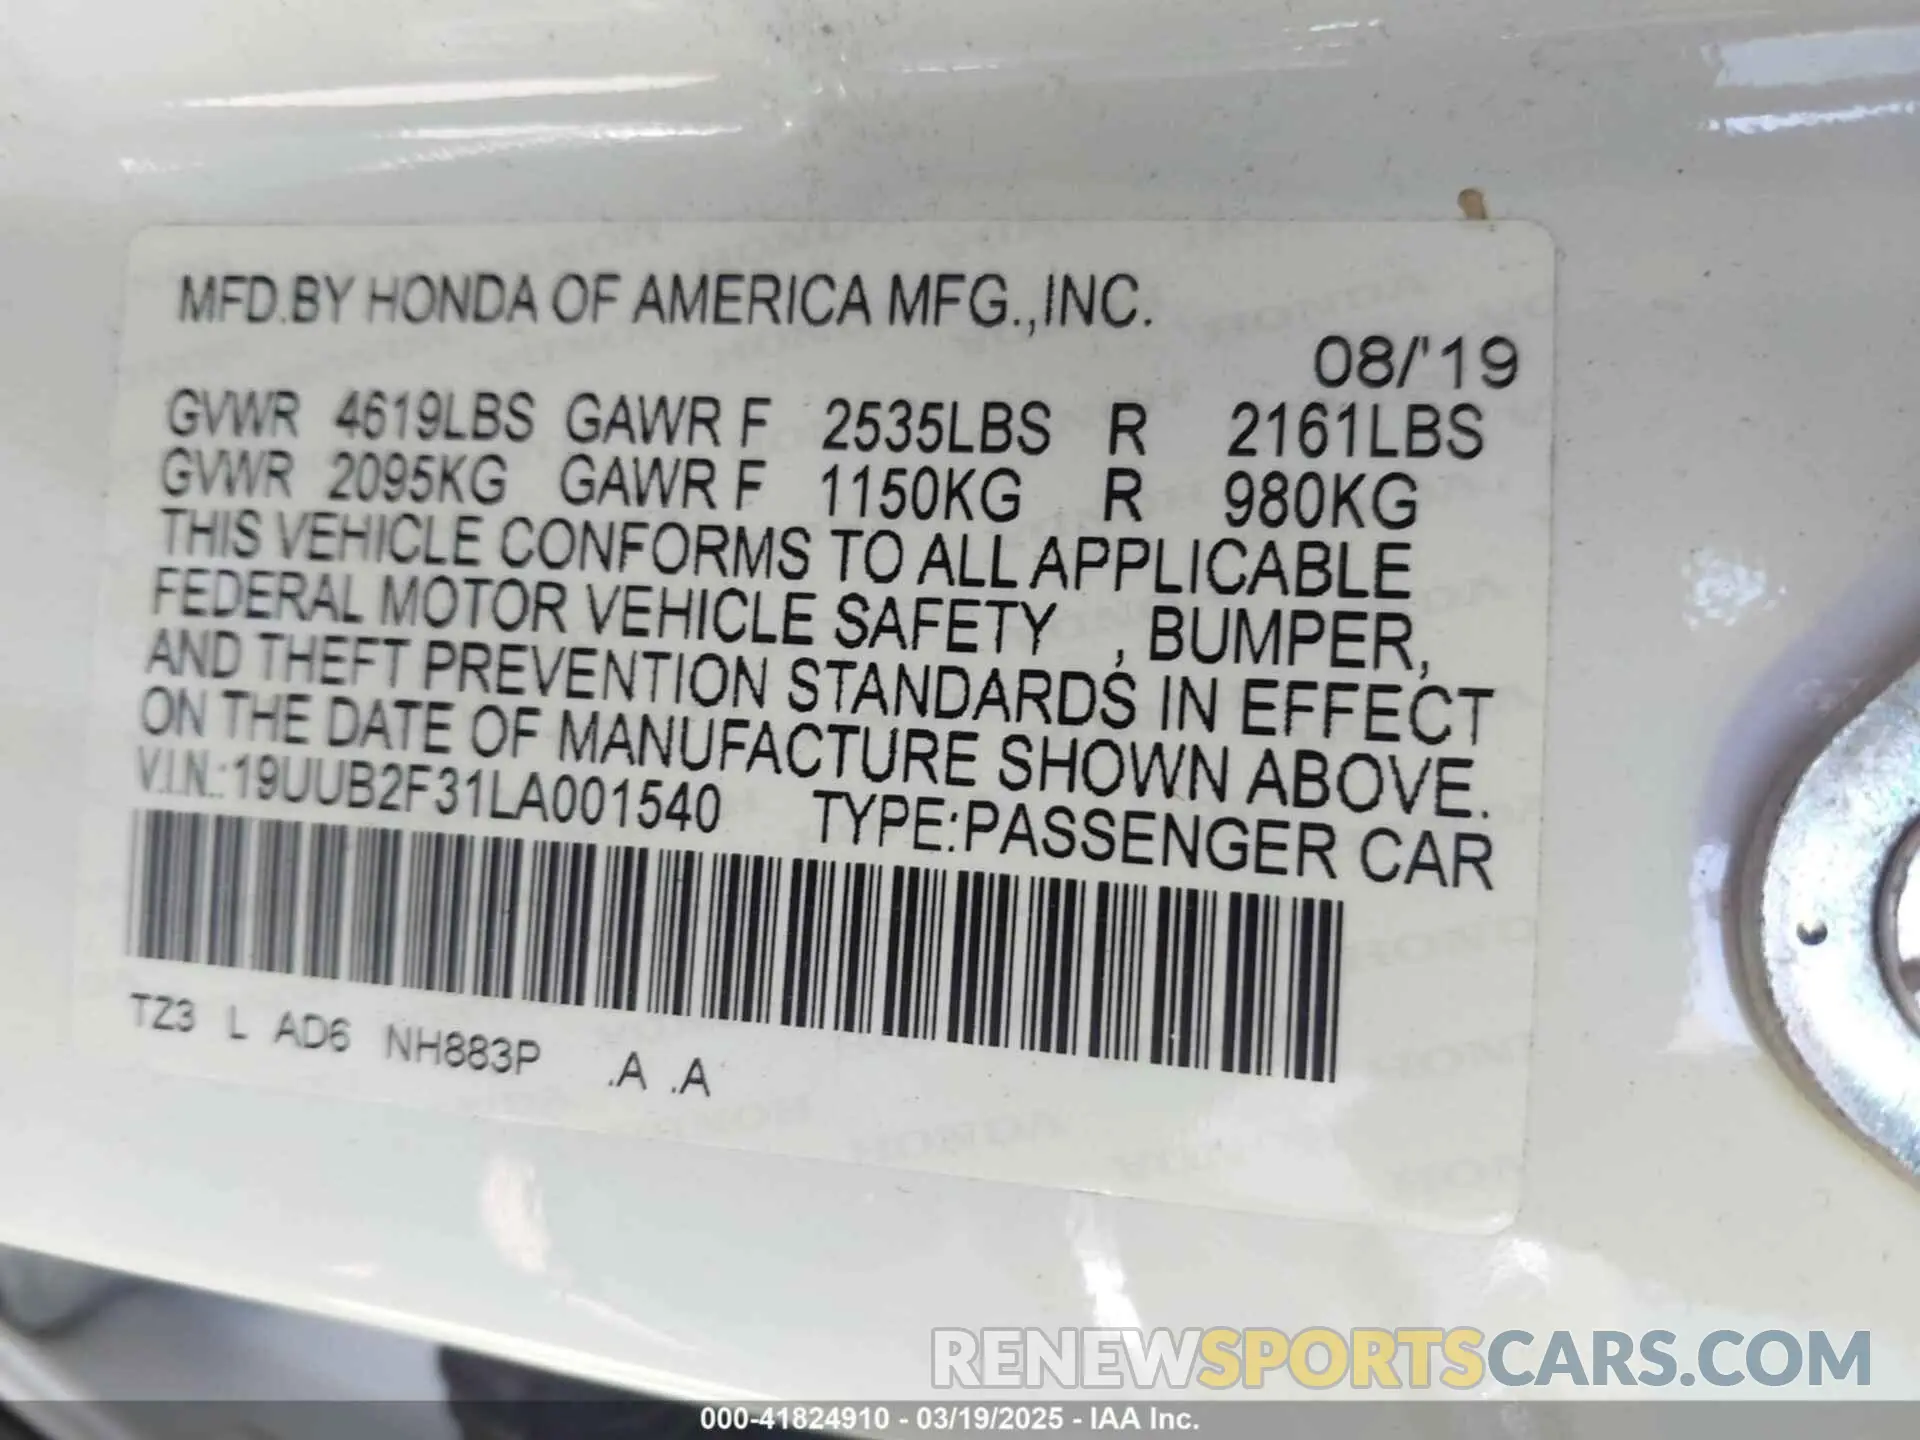 MFD.BY HONDA OF AMERICA MFG.,INC.
08/'19
GVWR 4619LBS GAWR F 2535LBS R 2161LBS
GVWR 2095KG GAWR F 1150KG R 980KG
THIS VEHICLE CONFORMS TO ALL APPLICABLE
FEDERAL MOTOR VEHICLE SAFETY , BUMPER,
AND THEFT PREVENTION STANDARDS IN EFFECT
ON THE DATE OF MANUFACTURE SHOWN ABOVE.
V.I.N.:19UUB2F31LA001540 TYPE:PASSENGER CAR
TZ3 L AD6 NH883P .A .A
RENEWSPORTSCARS.COM
000-41824910 - 03/19/2025 - IAA Inc.